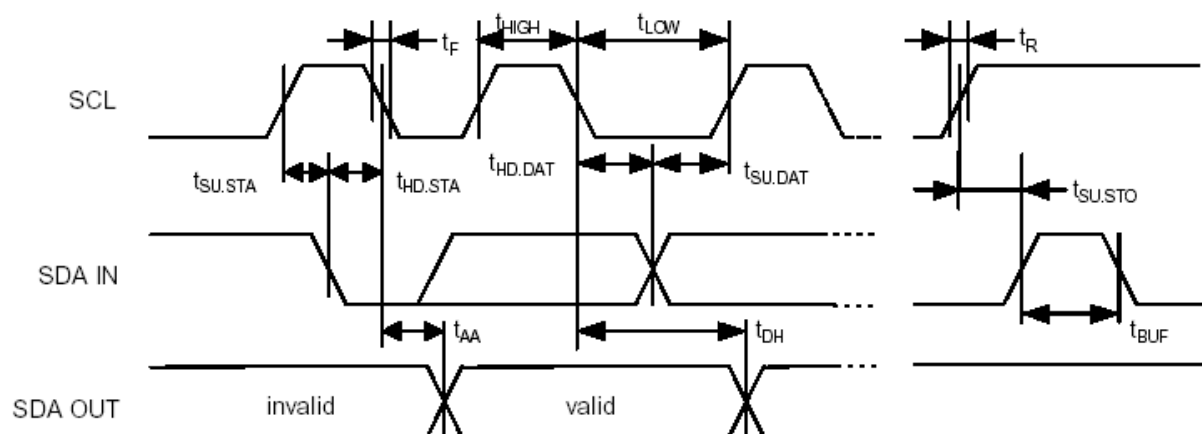 tF
tHIGH
tLOW
tR
SCL
tSU.STA
tHD.STA
tHD.DAT
tSU.DAT
tSU.STO
SDA IN
tAA
tDH
tBUF
SDA OUT
invalid
valid